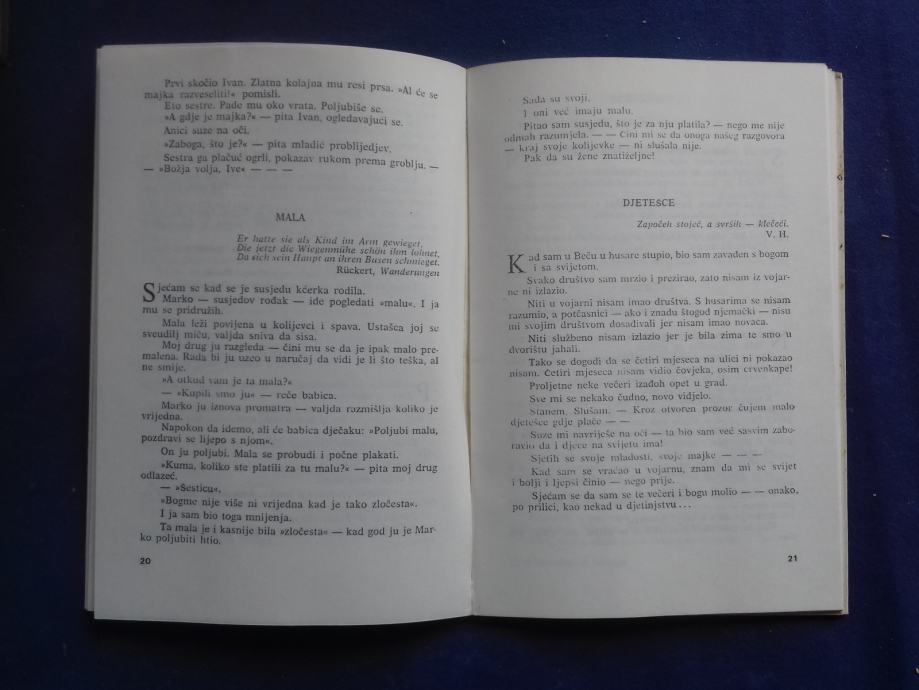 Prvi skočio Ivan. Zlatna kolajna mu resi prsa. »Al će se
majka razveseliti!« pomisli.
Eto sestre. Pade mu oko vrata. Poljubiše se.
»A gdje je majka?« — pita Ivan, ogledavajući se.
Anici suze na oči.
»Zaboga, što je?« — pita mladić problijedjev.
Sestra ga plačuć ogrli, pokazav rukom prema groblju. —
— »Božja volja, Ive« — — —
MALA
Er hatte sie als Kind im Arm gewieget,
Die jetzt die Wiegenmühe schön ihm lohnet,
Da sich sein Haupt an ihren Busen schmieget.
Rückert, Wanderungen
Sjećam se kad se je susjedu kćerka rodila.
Marko — susjedov rođak — ide pogledati »malu«. I ja
mu se pridružih.
Mala leži povijena u kolijevci i spava. Ustašca joj se
sveudilj miču, valjda sniva da sisa.
Moj drug ju razgleda — čini mu se da je ipak malo pre-
malena. Rada bi ju uzeo u naručaj da vidi je li što teška, al
ne smije.
»A otkud vam je ta mala?«
— »Kupili smo ju« — reče babica.
Marko ju iznova promatra — valjda razmišlja koliko je
vrijedna.
Napokon da idemo, ali će babica dječaku: »Poljubi malu,
pozdravi se lijepo s njom«.
On ju poljubi. Mala se probudi i počne plakati.
»Kuma, koliko ste platili za tu malu?« — pita moj drug
odlazeć.
— »Šesticu«.
»Bogme nije više ni vrijedna kad je tako zločesta«.
I ja sam bio toga mnijenja.
Ta mala je i kasnije bila »zločesta« — kad god ju je Mar-
ko poljubiti htio.
20
Sada su svoji.
I oni već imaju malu.
Pitao sam susjedu, što je za nju platila? — nego me nije
odmah razumjela. — — Čini mi se da onoga našeg razgovora
— kraj svoje kolijevke — ni slušala nije.
Pak da su žene znatiželjne!
DJETEŠCE
Započeh stojeć, a svrših — klečeći.
V. H.
Kad sam u Beču u husare stupio, bio sam zavađen s bogom
i sa svijetom.
Svako društvo sam mrzio i prezirao, zato nisam iz vojar-
ne ni izlazio.
Niti u vojarni nisam imao društva. S husarima se nisam
razumio, a potčasnici — ako i znadu štogod njemački — nisu
mi svojim društvom dosađivali jer nisam imao novaca.
Niti službeno nisam izlazio jer je bila zima te smo u
dvorištu jahali.
Tako se dogodi da se četiri mjeseca na ulici ni pokazao
nisam. Četiri mjeseca nisam vidio čovjeka, osim crvenkape!
Proljetne neke večeri izađoh opet u grad.
Sve mi se nekako čudno, novo vidjelo.
Stanem. Slušam. — Kroz otvoren prozor čujem malo
djetešce gdje plače — —
Suze mi navriješe na oči — ta bio sam već sasvim zabo-
ravio da i djece na svijetu ima!
Sjetih se svoje mladosti, svoje majke — — —
Kad sam se vraćao u vojarnu, znam da mi se svijet
i bolji i ljepši činio — nego prije.
Sjećam se da sam se te večeri i bogu molio — — onako,
po prilici, kao nekad u djetinjstvu...
21